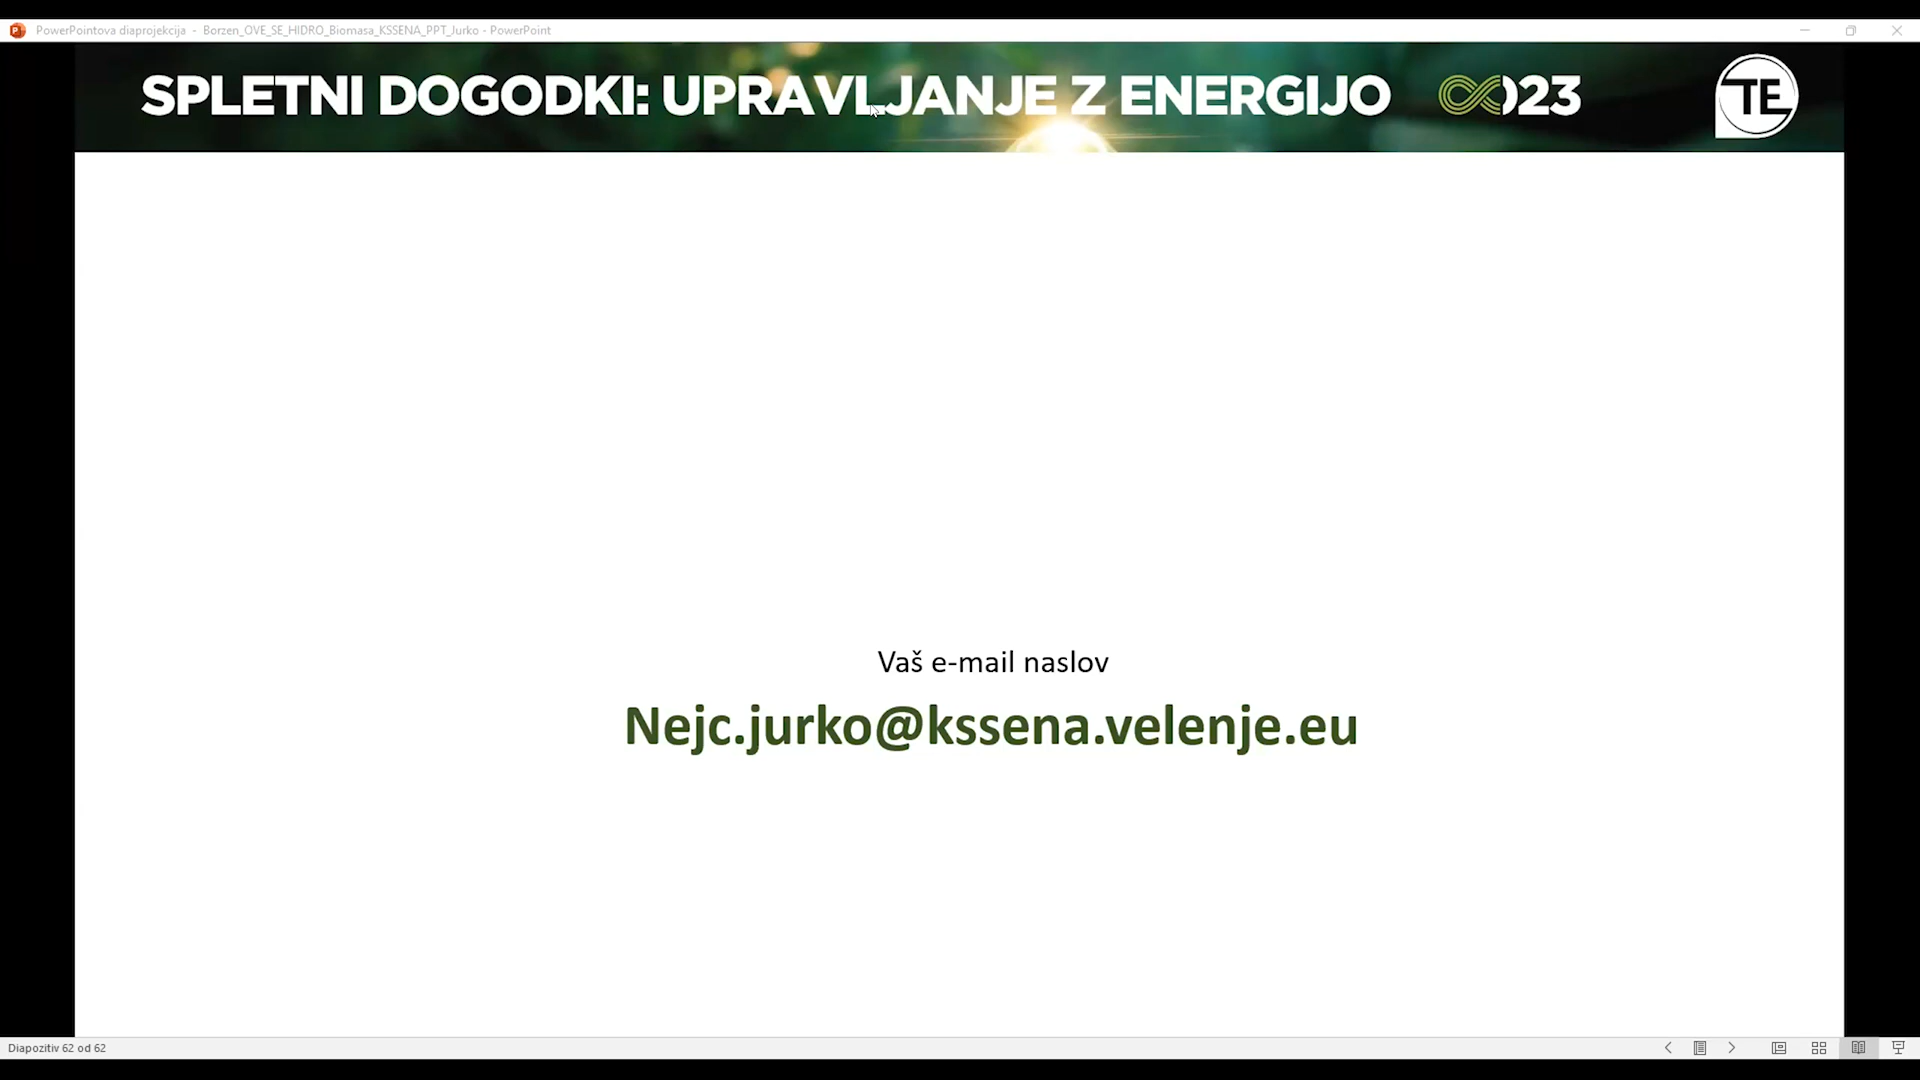 PowerPointova diaprojekcija - Borzen_OVE_SE_HIDRO_Biomasa_KSSENA_PPT_Jurko - PowerPoint
SPLETNI DOGODKI: UPRAVLJANJE Z ENERGIJO 23
TE
Vaš e-mail naslov
Nejc.jurko@kssena.velenje.eu
Diapozitiv 62 od 62